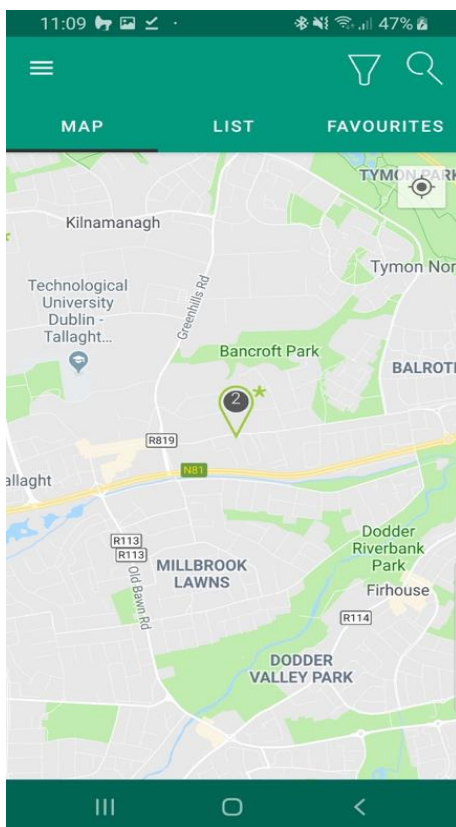 11:09
47%
MAP LIST FAVOURITES
TYMON PARK
Kilnamanagh
Tymon Nor
Technological
University
Dublin -
Tallaght...
Greenhills Rd
Bancroft Park
BALROTH
2
R819
N81
allaght
R113
R113
Old Bawn Rd
MILLBROOK
LAWNS
Dodder
Riverbank
Park
Firhouse
R114
DODDER
VALLEY PARK